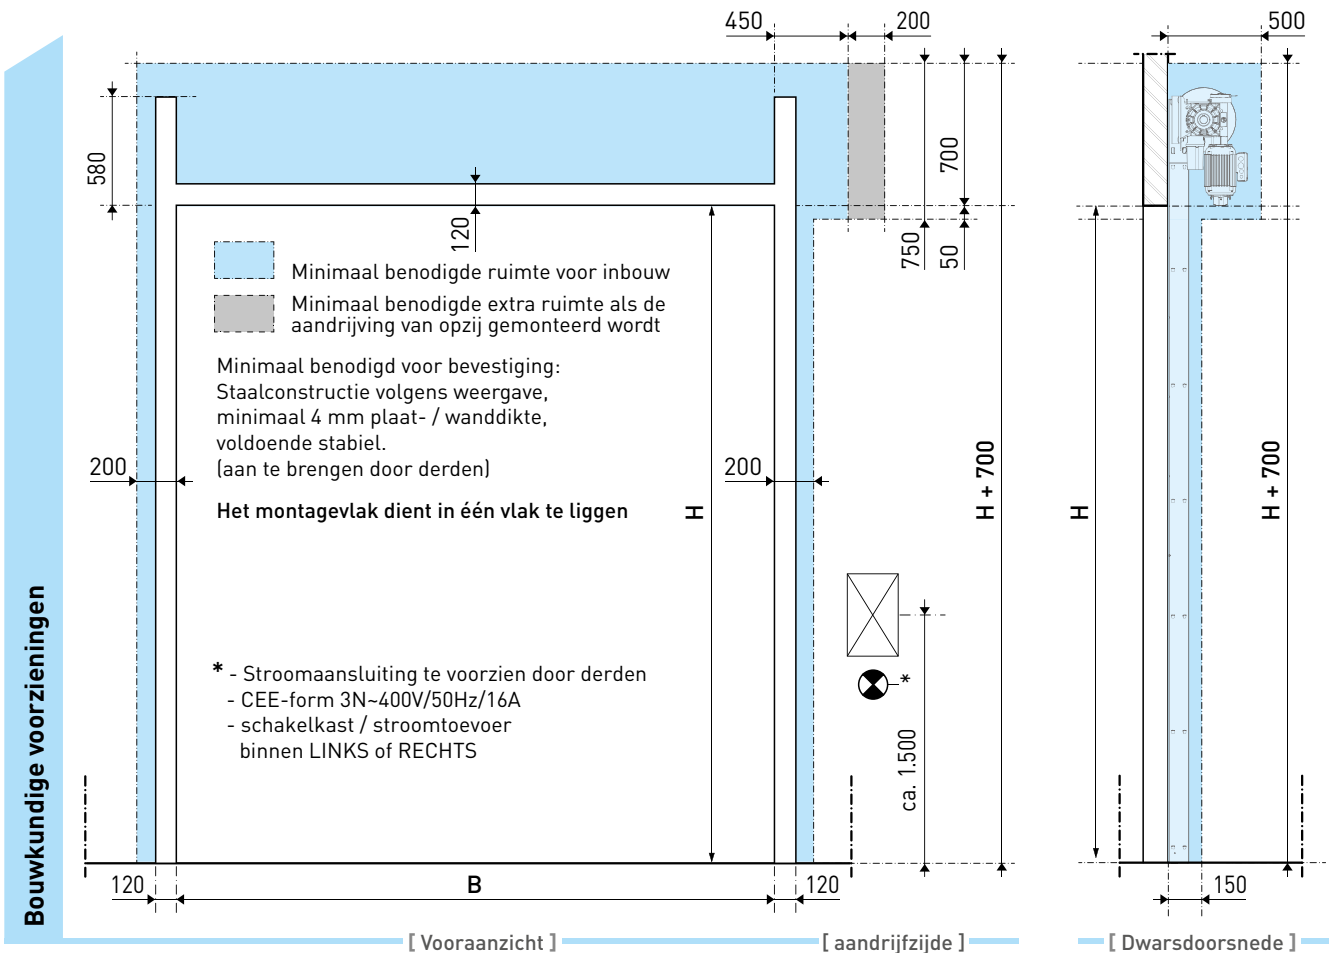 450
200
500
580
120
700
750
50
Minimaal benodigde ruimte voor inbouw
Minimaal benodigde extra ruimte als de
aandrijving van opzij gemonteerd wordt
Minimaal benodigd voor bevestiging:
Staalconstructie volgens weergave,
minimaal 4 mm plaat- / wanddikte,
voldoende stabiel.
(aan te brengen door derden)
200
200
Het montagevlak dient in één vlak te liggen
H
H + 700
H
H + 700
* - Stroomaansluiting te voorzien door derden
- CEE-form 3N~400V/50Hz/16A
- schakelkast / stroomtoevoer
binnen LINKS of RECHTS
*
ca. 1.500
Bouwkundige voorzieningen
120
B
120
150
[ Vooraanzicht ]
[ aandrijfzijde ]
[ Dwarsdoorsnede ]